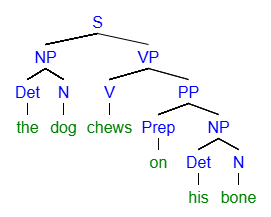 S
NP VP
Det N V PP
the dog chews Prep NP
on Det N
his bone